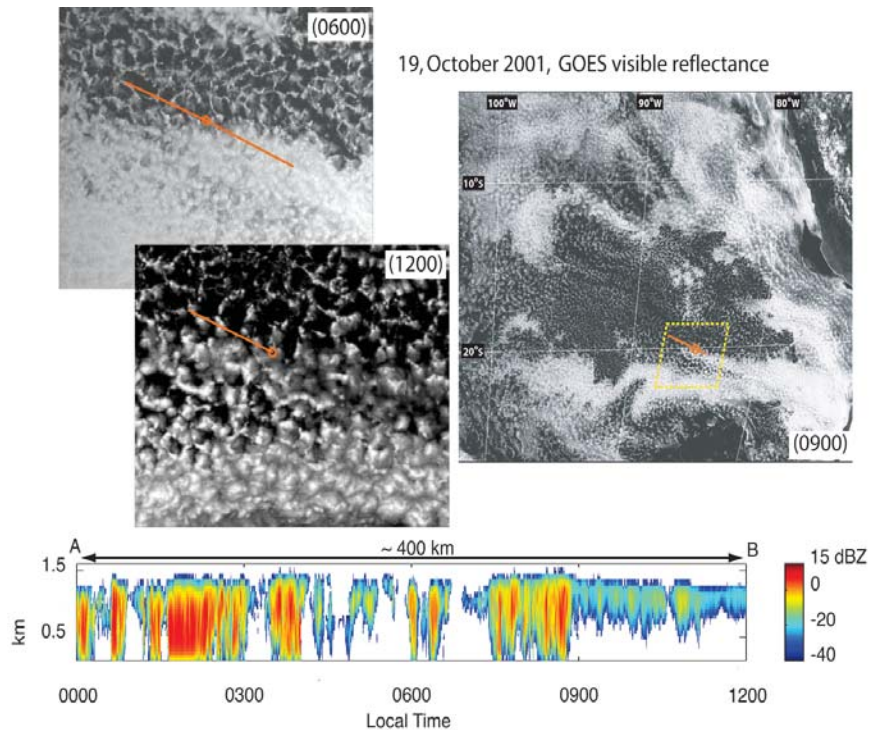 (0600)
19, October 2001, GOES visible reflectance
100°W 90°W 80°W
10°S
(1200)
20°S
(0900)
A ~ 400 km B
1.5 15 dBZ
0
km
0.5 -20
-40
0000 0300 0600 0900 1200
Local Time